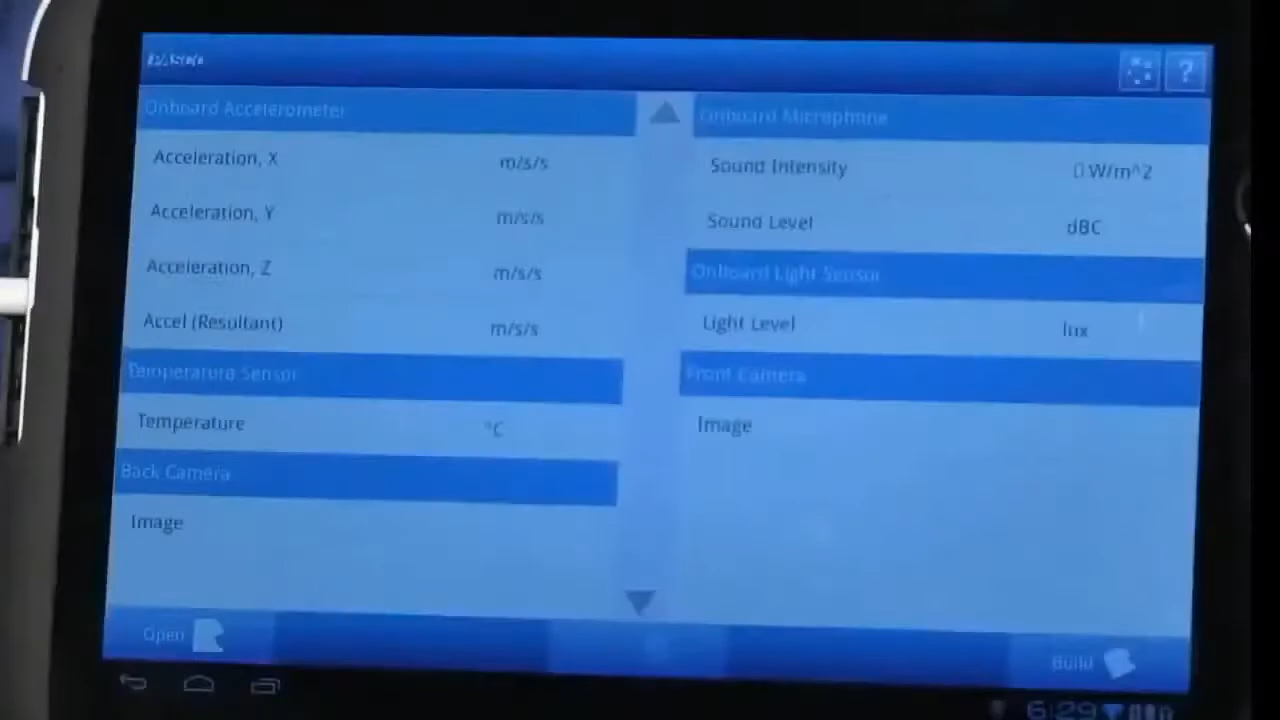 Onboard Accelerometer
Acceleration, X m/s/s
Acceleration, Y m/s/s
Acceleration, Z m/s/s
Accel (Resultant) m/s/s
Temperature Sensor
Temperature °C
Back Camera
Image
Onboard Microphone
Sound Intensity W/m^2
Sound Level dBC
Onboard Light Sensor
Light Level lux
Front Camera
Image
?
Open
Build
6:29